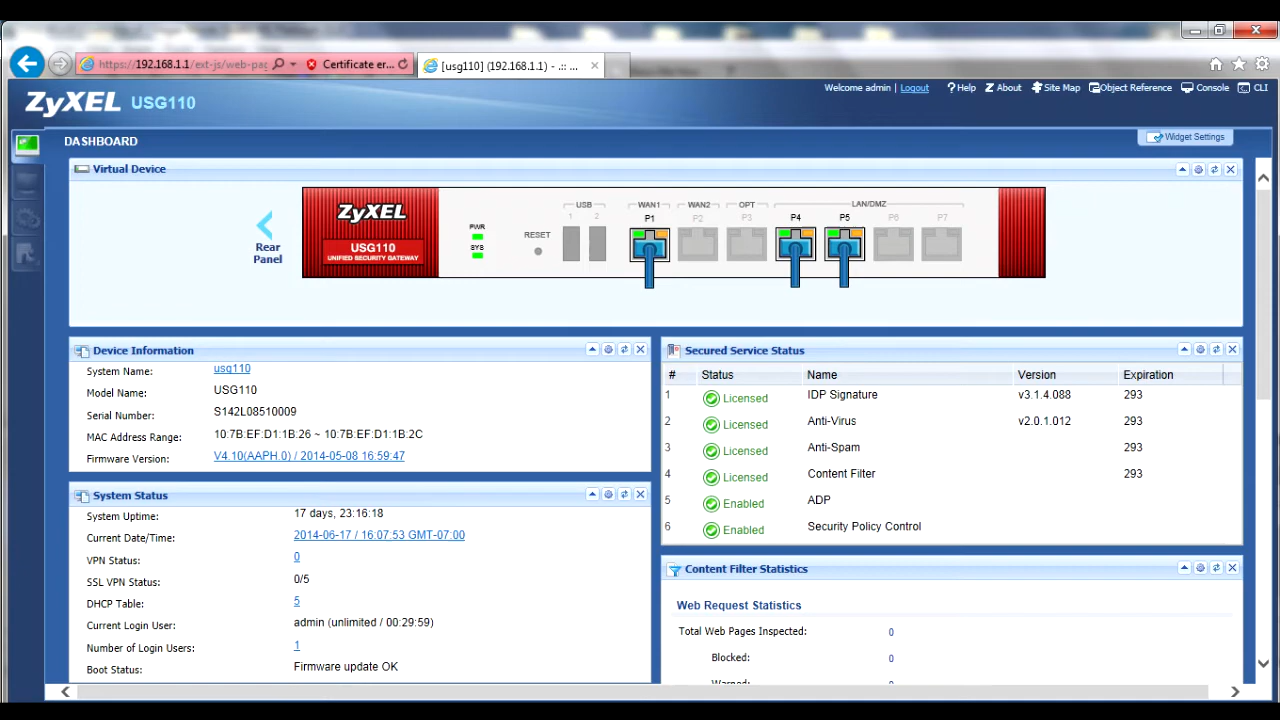 https://192.168.1.1/ext-js/web-pag
Certificate er...
[usg110] (192.168.1.1) - .:: ...
ZyXEL USG110
Welcome admin | Logout
?Help
Z About
Site Map
Object Reference
Console
CLI
DASHBOARD
Widget Settings
Virtual Device
Rear
Panel
ZyXEL
USG110
UNIFIED SECURITY GATEWAY
PWR
SYS
RESET
USB
1 2
WAN1
P1
WAN2
P2
OPT
P3
LAN/DMZ
P4 P5 P6 P7
Device Information
System Name: usg110
Model Name: USG110
Serial Number: S142L08510009
MAC Address Range: 10:7B:EF:D1:1B:26 ~ 10:7B:EF:D1:1B:2C
Firmware Version: V4.10(AAPH.0) / 2014-05-08 16:59:47
System Status
System Uptime: 17 days, 23:16:18
Current Date/Time: 2014-06-17 / 16:07:53 GMT-07:00
VPN Status: 0
SSL VPN Status: 0/5
DHCP Table: 5
Current Login User: admin (unlimited / 00:29:59)
Number of Login Users: 1
Boot Status: Firmware update OK
Secured Service Status
# Status Name Version Expiration
1 Licensed IDP Signature v3.1.4.088 293
2 Licensed Anti-Virus v2.0.1.012 293
3 Licensed Anti-Spam 293
4 Licensed Content Filter 293
5 Enabled ADP
6 Enabled Security Policy Control
Content Filter Statistics
Web Request Statistics
Total Web Pages Inspected: 0
Blocked: 0